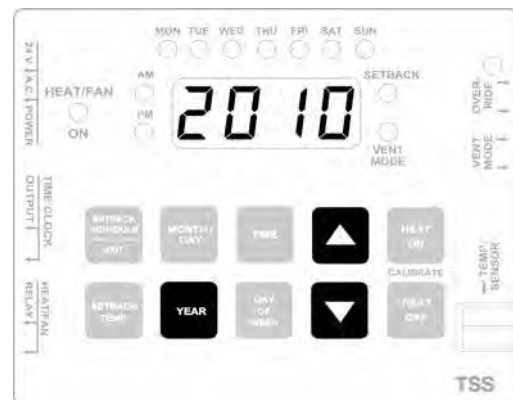 MON TUE WED THU FRI SAT SUN
24 V. A.C. POWER
HEAT/FAN
ON
AM
PM
2010
SETBACK
VENT
MODE
OVER-
RIDE
VENT
MODE
TIME CLOCK
OUTPUT
SETBACK
SCHEDULE
EXIT
MONTH /
DAY
TIME
HEAT
ON
CALIBRATE
TEMP.
SENSOR
HEAT/FAN
RELAY
SETBACK
TEMP
YEAR
DAY
OF
WEEK
HEAT
OFF
TSS